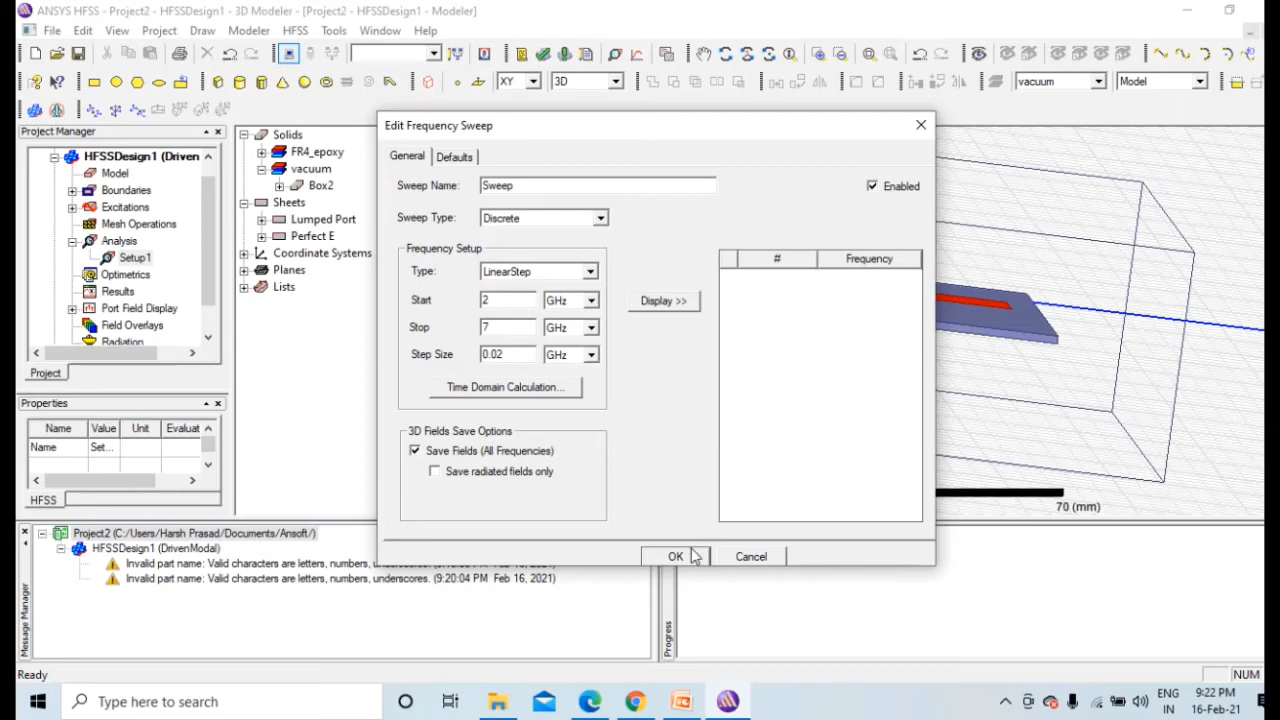 ANSYS HFSS - Project2 - HFSSDesign1 - 3D Modeler - [Project2 - HFSSDesign1 - Modeler]
File Edit View Project Draw Modeler HFSS Tools Window Help
XY 3D vacuum Model
Project Manager
HFSSDesign1 (Driven
Model
Boundaries
Excitations
Mesh Operations
Analysis
Setup1
Optimetrics
Results
Port Field Display
Field Overlays
Radiation
Project
Properties
Name Value Unit Evaluat
Name Set...
HFSS
Solids
FR4_epoxy
vacuum
Box2
Sheets
Lumped Port
Perfect E
Coordinate Systems
Planes
Lists
Edit Frequency Sweep
General Defaults
Sweep Name: Sweep Enabled
Sweep Type: Discrete
Frequency Setup
Type: LinearStep
Start 2 GHz
Stop 7 GHz
Step Size 0.02 GHz
Time Domain Calculation...
Display >>
# Frequency
3D Fields Save Options
Save Fields (All Frequencies)
Save radiated fields only
OK Cancel
70 (mm)
Project2 (C:/Users/Harsh Prasad/Documents/Ansoft/)
HFSSDesign1 (DrivenModal)
Invalid part name: Valid characters are letters, numbers,
Invalid part name: Valid characters are letters, numbers, underscores. (9:20:04 PM Feb 16, 2021)
Message Manager
Progress
Ready NUM
Type here to search
ENG
IN
9:22 PM
16-Feb-21